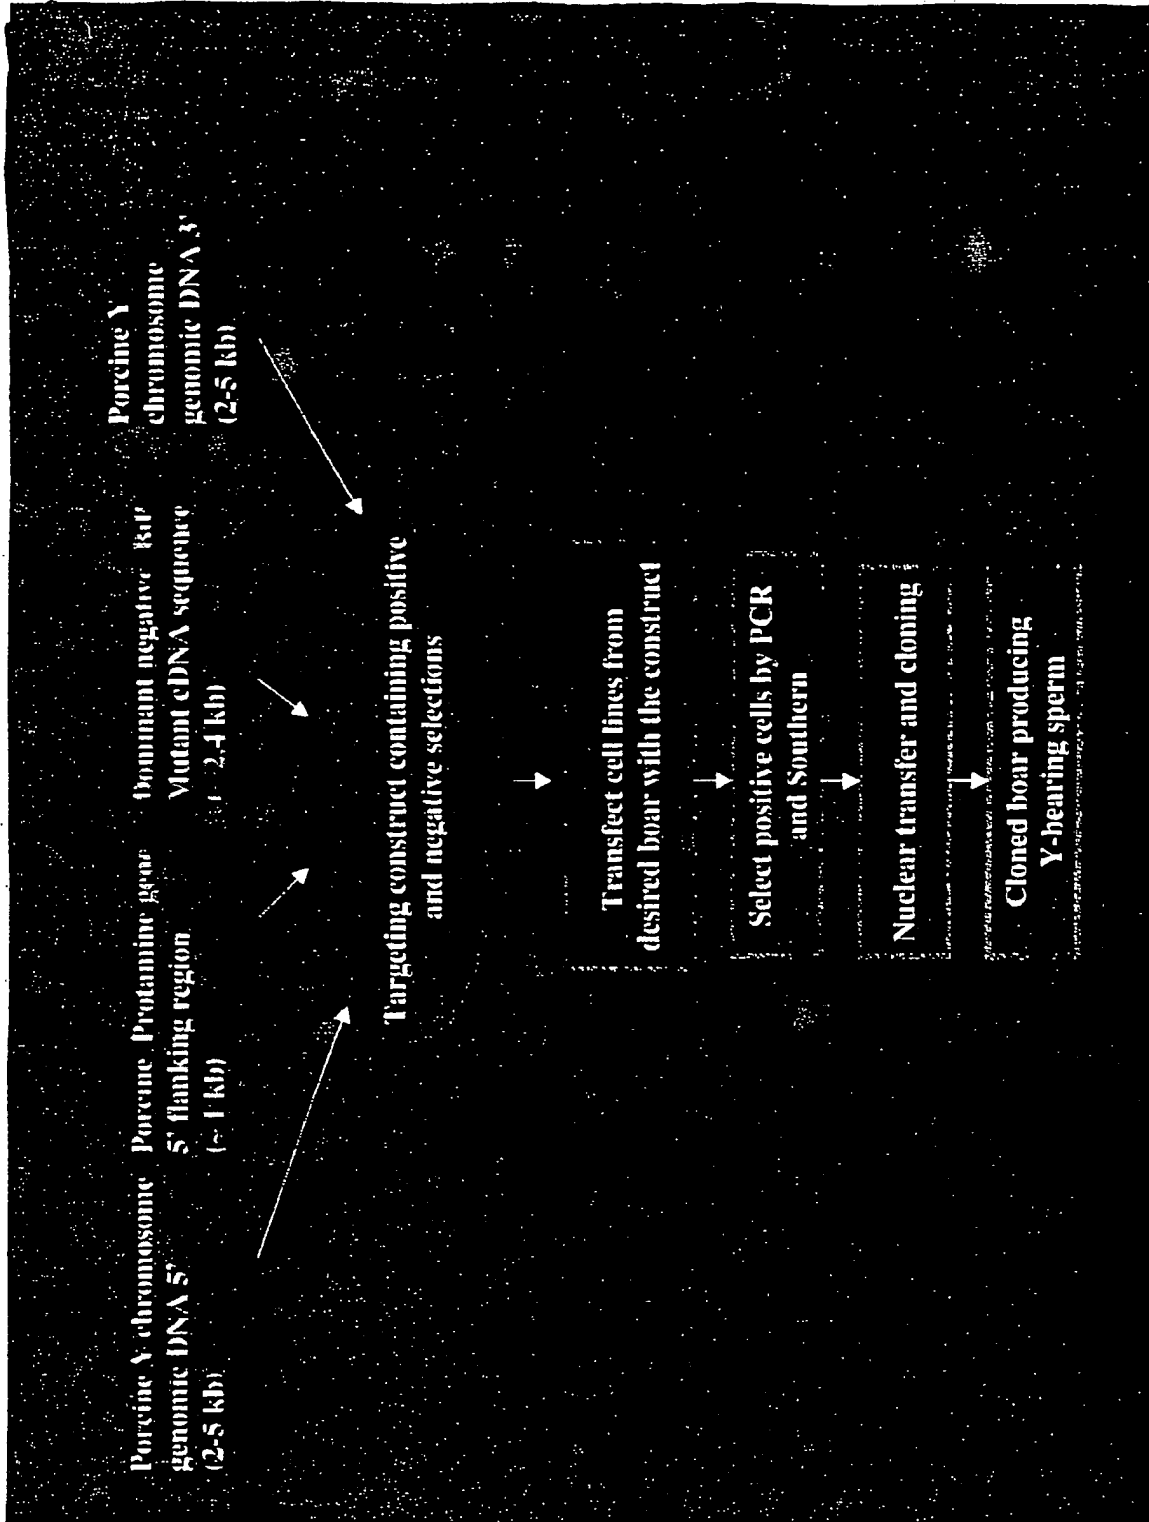 Porcine Y chromosome
genomic DNA 5'
(2-5 kb)
Porcine Protamine gene
5' flanking region
(~ 1 kb)
Dominant negative
Mutant cDNA sequence
2.4 kb)
Porcine Y
chromosome
genomic DNA 3'
(2-5 kb)
Targeting construct containing positive
and negative selections
Transfect cell lines from
desired boar with the construct
Select positive cells by PCR
and Southern
Nuclear transfer and cloning
Cloned boar producing
Y-bearing sperm